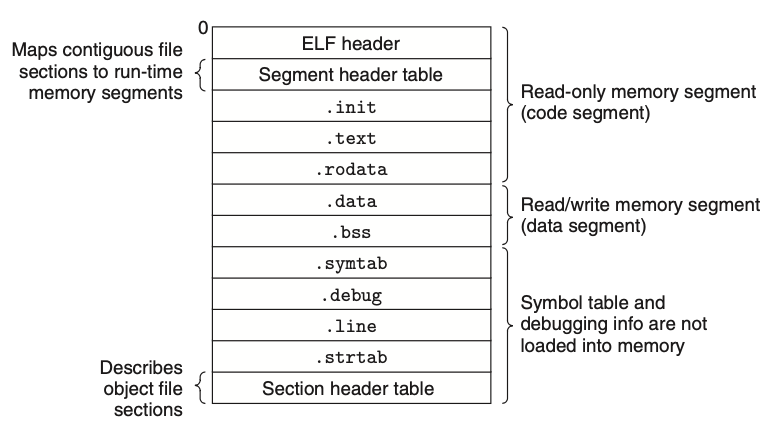 0
ELF header
Maps contiguous file
sections to run-time
memory segments
Segment header table
.init
.text
.rodata
Read-only memory segment
(code segment)
.data
.bss
Read/write memory segment
(data segment)
.symtab
.debug
.line
.strtab
Symbol table and
debugging info are not
loaded into memory
Describes
object file
sections
Section header table